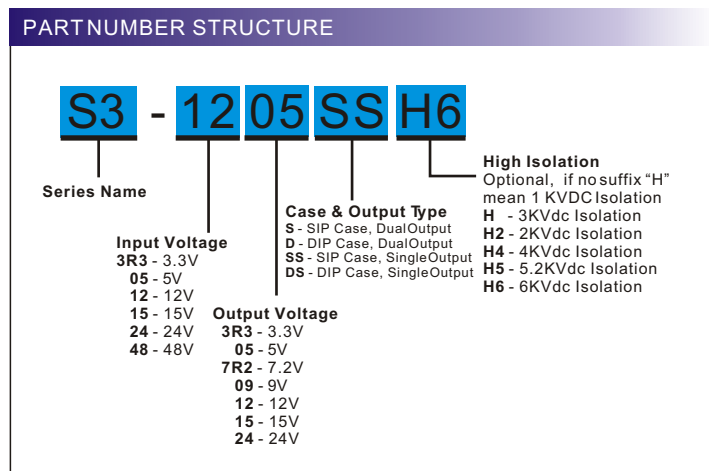 PART NUMBER STRUCTURE
S3 - 12 05 SS H6
Series Name
Input Voltage
3R3 - 3.3V
05 - 5V
12 - 12V
15 - 15V
24 - 24V
48 - 48V
Output Voltage
3R3 - 3.3V
05 - 5V
7R2 - 7.2V
09 - 9V
12 - 12V
15 - 15V
24 - 24V
Case & Output Type
S - SIP Case, Dual Output
D - DIP Case, Dual Output
SS - SIP Case, Single Output
DS - DIP Case, Single Output
High Isolation
Optional, if no suffix “H”
mean 1 KVDC Isolation
H - 3KVdc Isolation
H2 - 2KVdc Isolation
H4 - 4KVdc Isolation
H5 - 5.2KVdc Isolation
H6 - 6KVdc Isolation